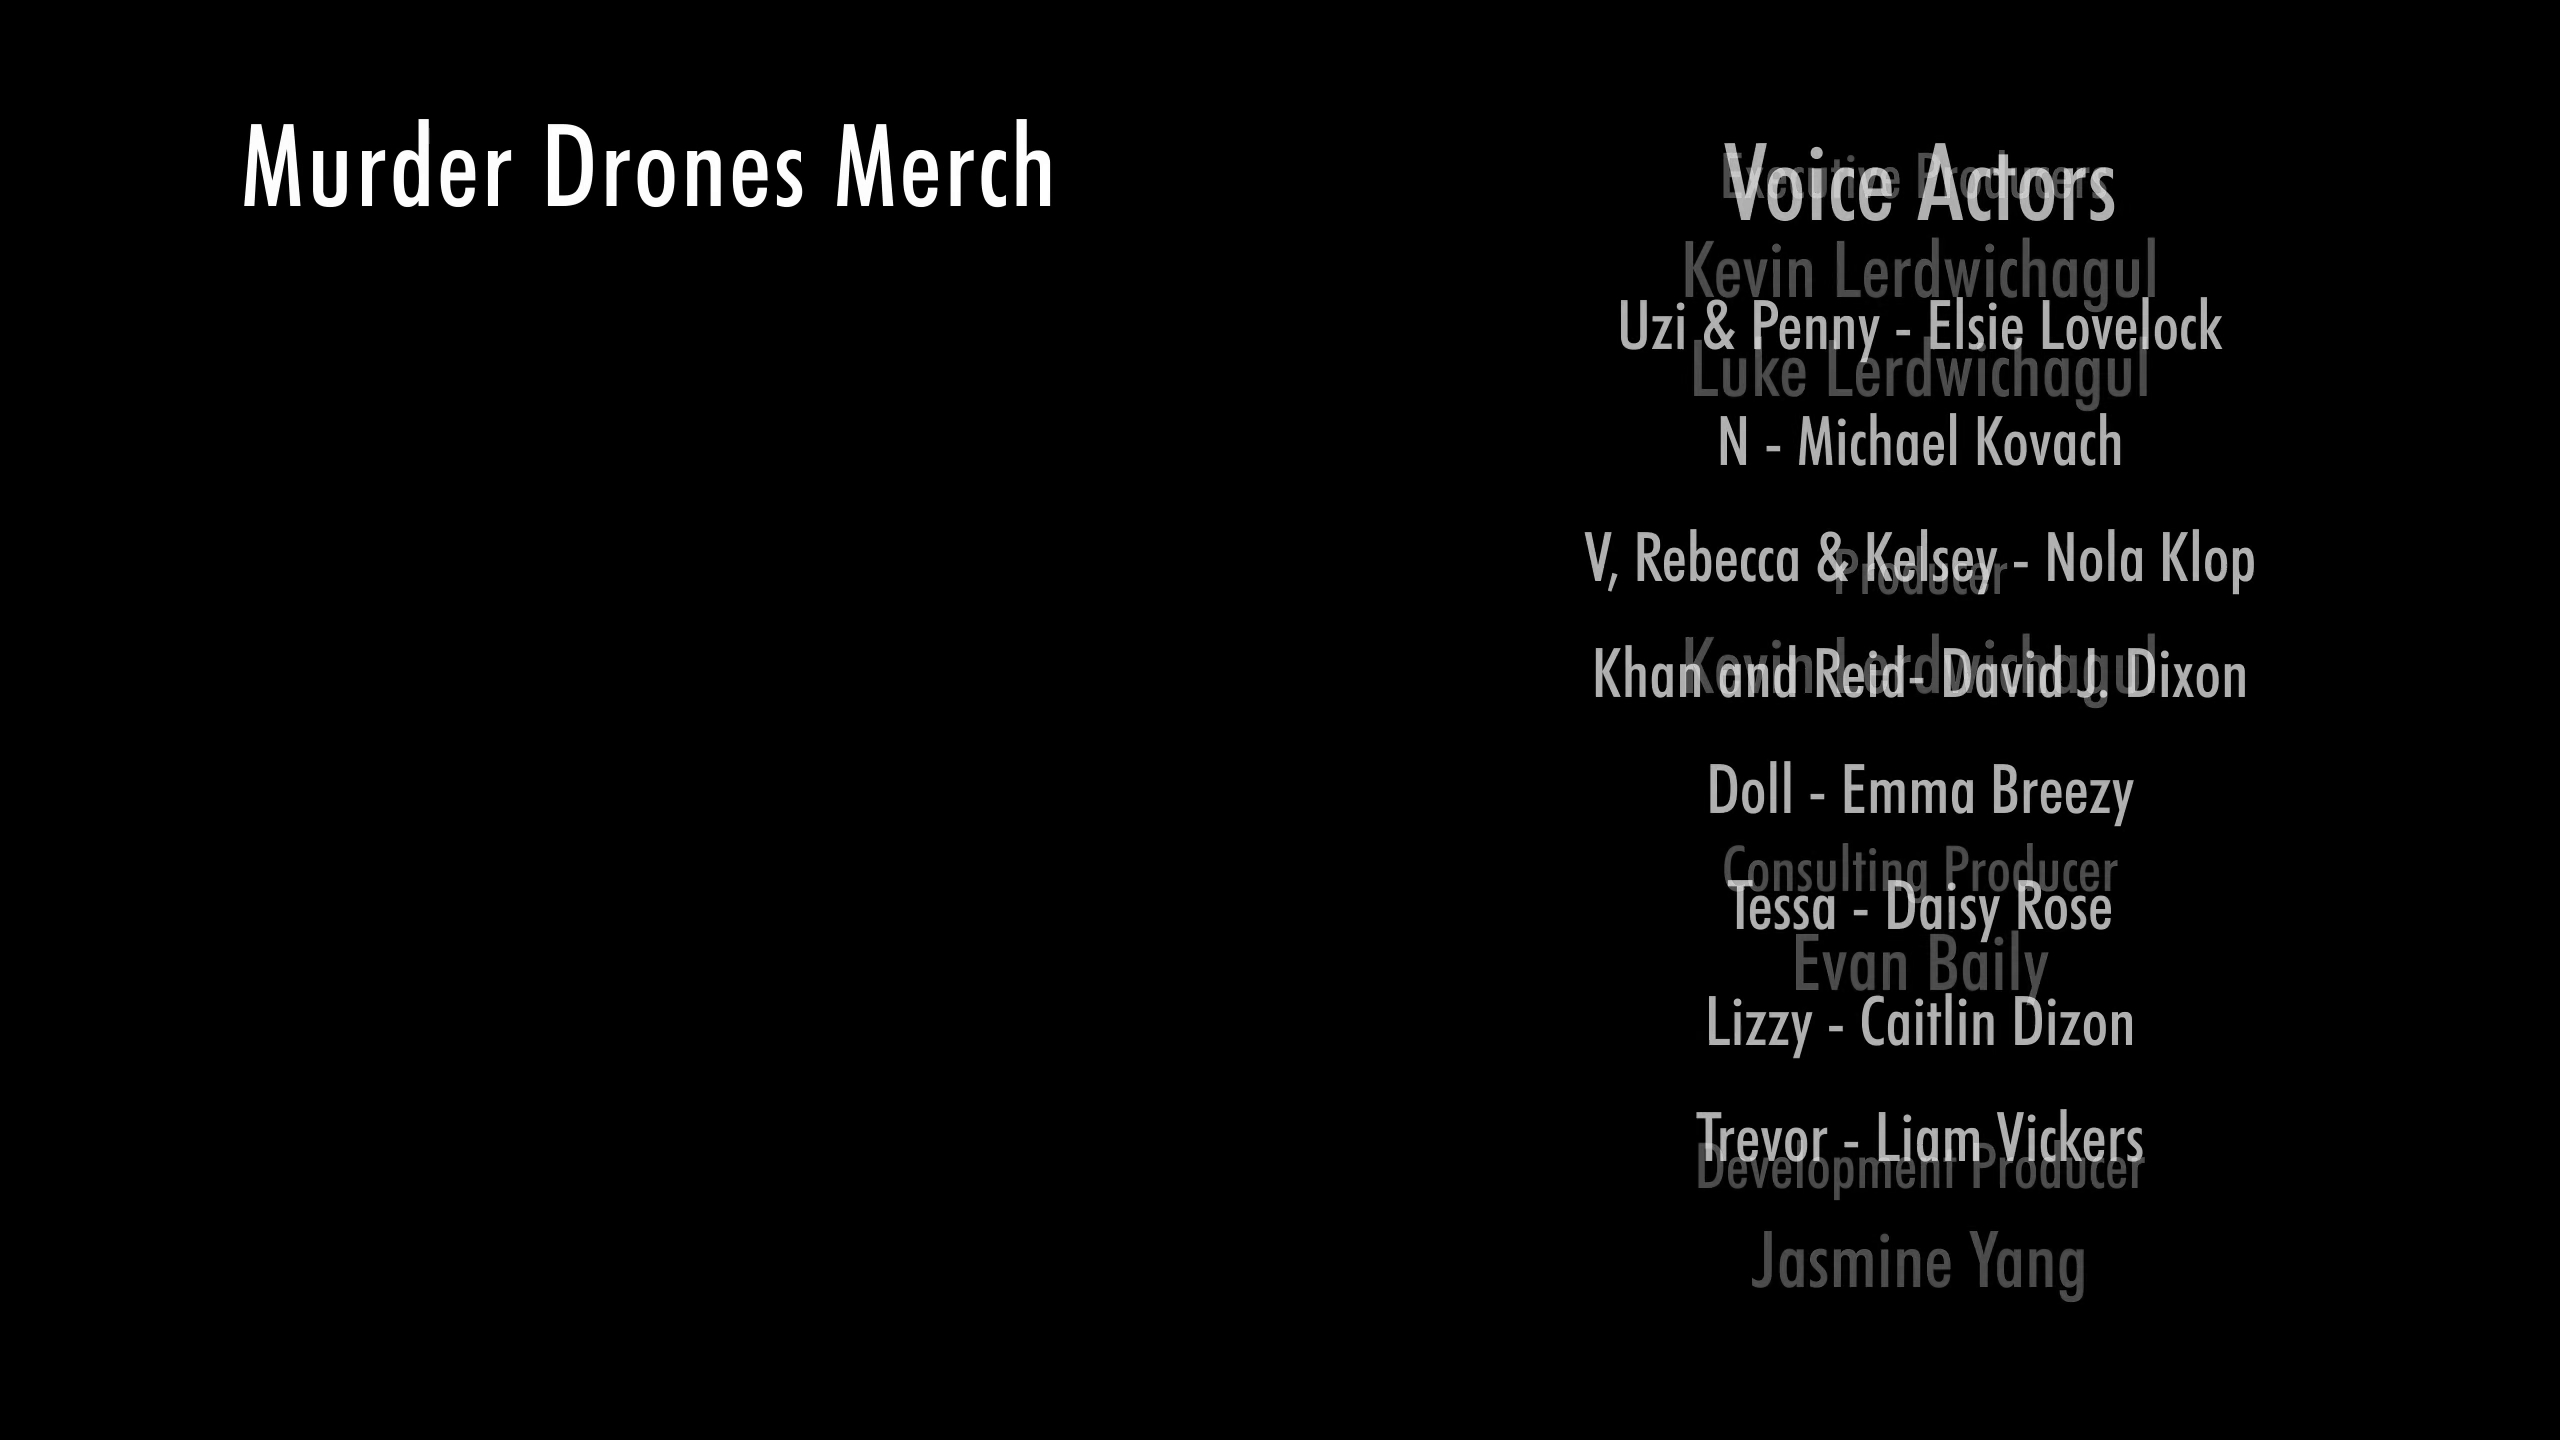 Murder Drones Merch
Voice Actors
Uzi & Penny - Elsie Lovelock
N - Michael Kovach
V, Rebecca & Kelsey - Nola Klop
Khan and Reid- David J. Dixon
Doll - Emma Breezy
Tessa - Daisy Rose
Lizzy - Caitlin Dizon
Trevor - Liam Vickers
Executive Producers
Kevin Lerdwichagul
Luke Lerdwichagul
Producer
Kevin Lerdwichagul
Consulting Producer
Evan Baily
Development Producer
Jasmine Yang